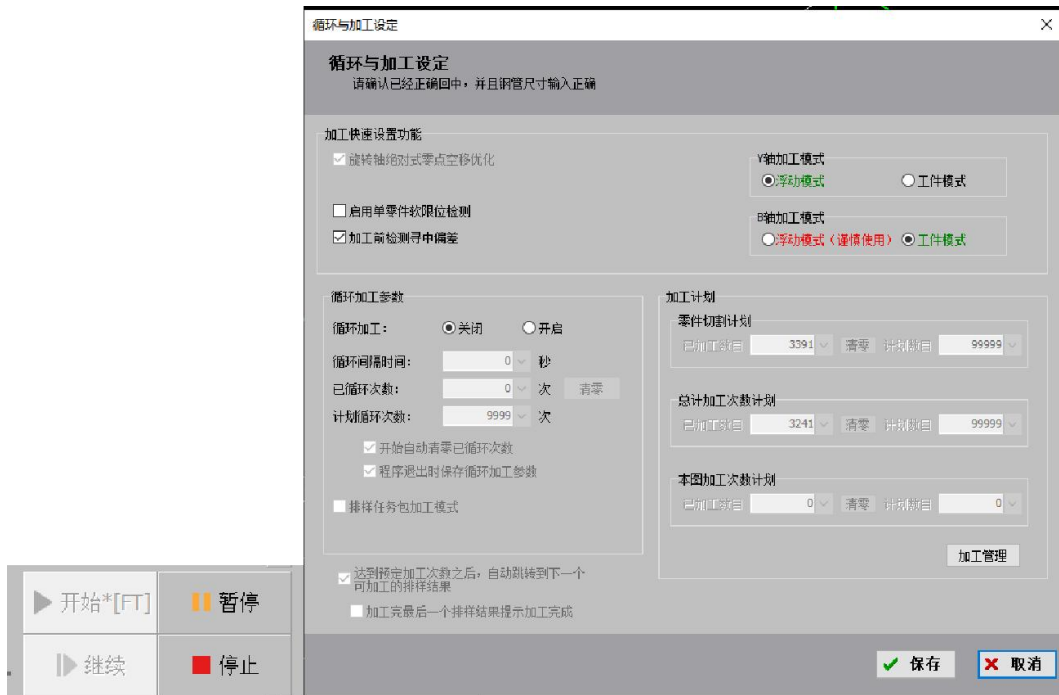 循环与加工设定
循环与加工设定
请确认已经正确回中，并且钢管尺寸输入正确
加工快速设置功能
旋转轴绝对式零点空移优化
启用单零件软限位检测
加工前检测寻中偏差
Y轴加工模式
浮动模式 工件模式
B轴加工模式
浮动模式（谨慎使用） 工件模式
循环加工参数
循环加工： 关闭 开启
循环间隔时间： 0 秒
已循环次数： 0 次 清零
计划循环次数： 9999 次
开始自动清零已循环次数
程序退出时保存循环加工参数
排样任务包加工模式
达到预定加工次数之后，自动跳转到下一个
可加工的排样结果
加工完最后一个排样结果提示加工完成
加工计划
零件切割计划
已加工数目 3391 清零 计划数目 99999
总计加工次数计划
已加工数目 3241 清零 计划数目 99999
本图加工次数计划
已加工数目 0 清零 计划数目 0
加工管理
保存 取消
开始*[FT] 暂停
继续 停止